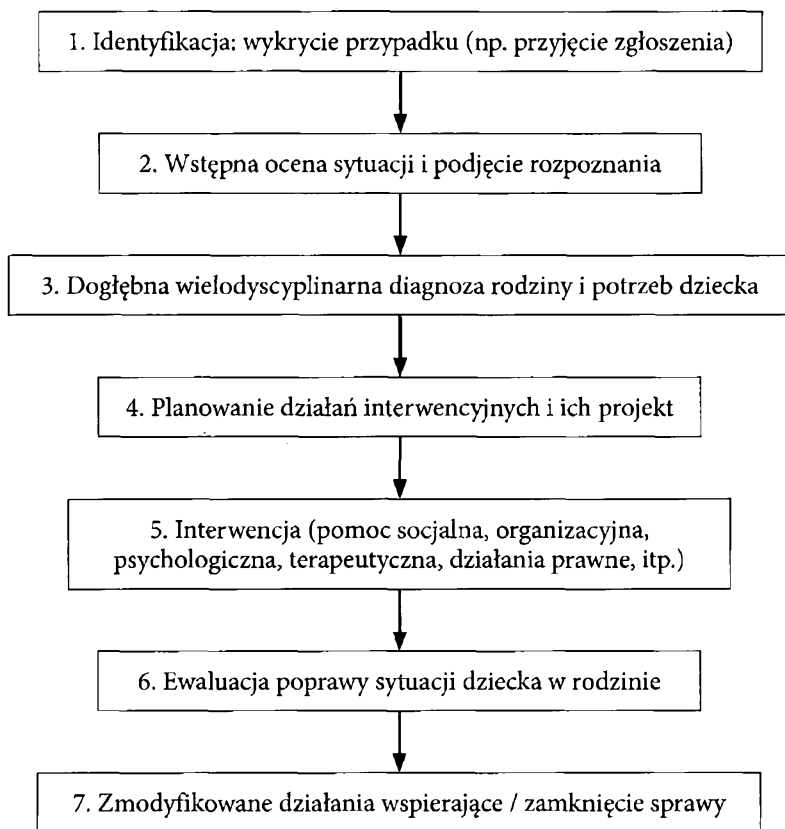 1. Identyfikacja: wykrycie przypadku (np. przyjęcie zgłoszenia)
2. Wstępna ocena sytuacji i podjęcie rozpoznania
3. Dogłębna wielodyscyplinarna diagnoza rodziny i potrzeb dziecka
4. Planowanie działań interwencyjnych i ich projekt
5. Interwencja (pomoc socjalna, organizacyjna,
psychologiczna, terapeutyczna, działania prawne, itp.)
6. Ewaluacja poprawy sytuacji dziecka w rodzinie
7. Zmodyfikowane działania wspierające / zamknięcie sprawy